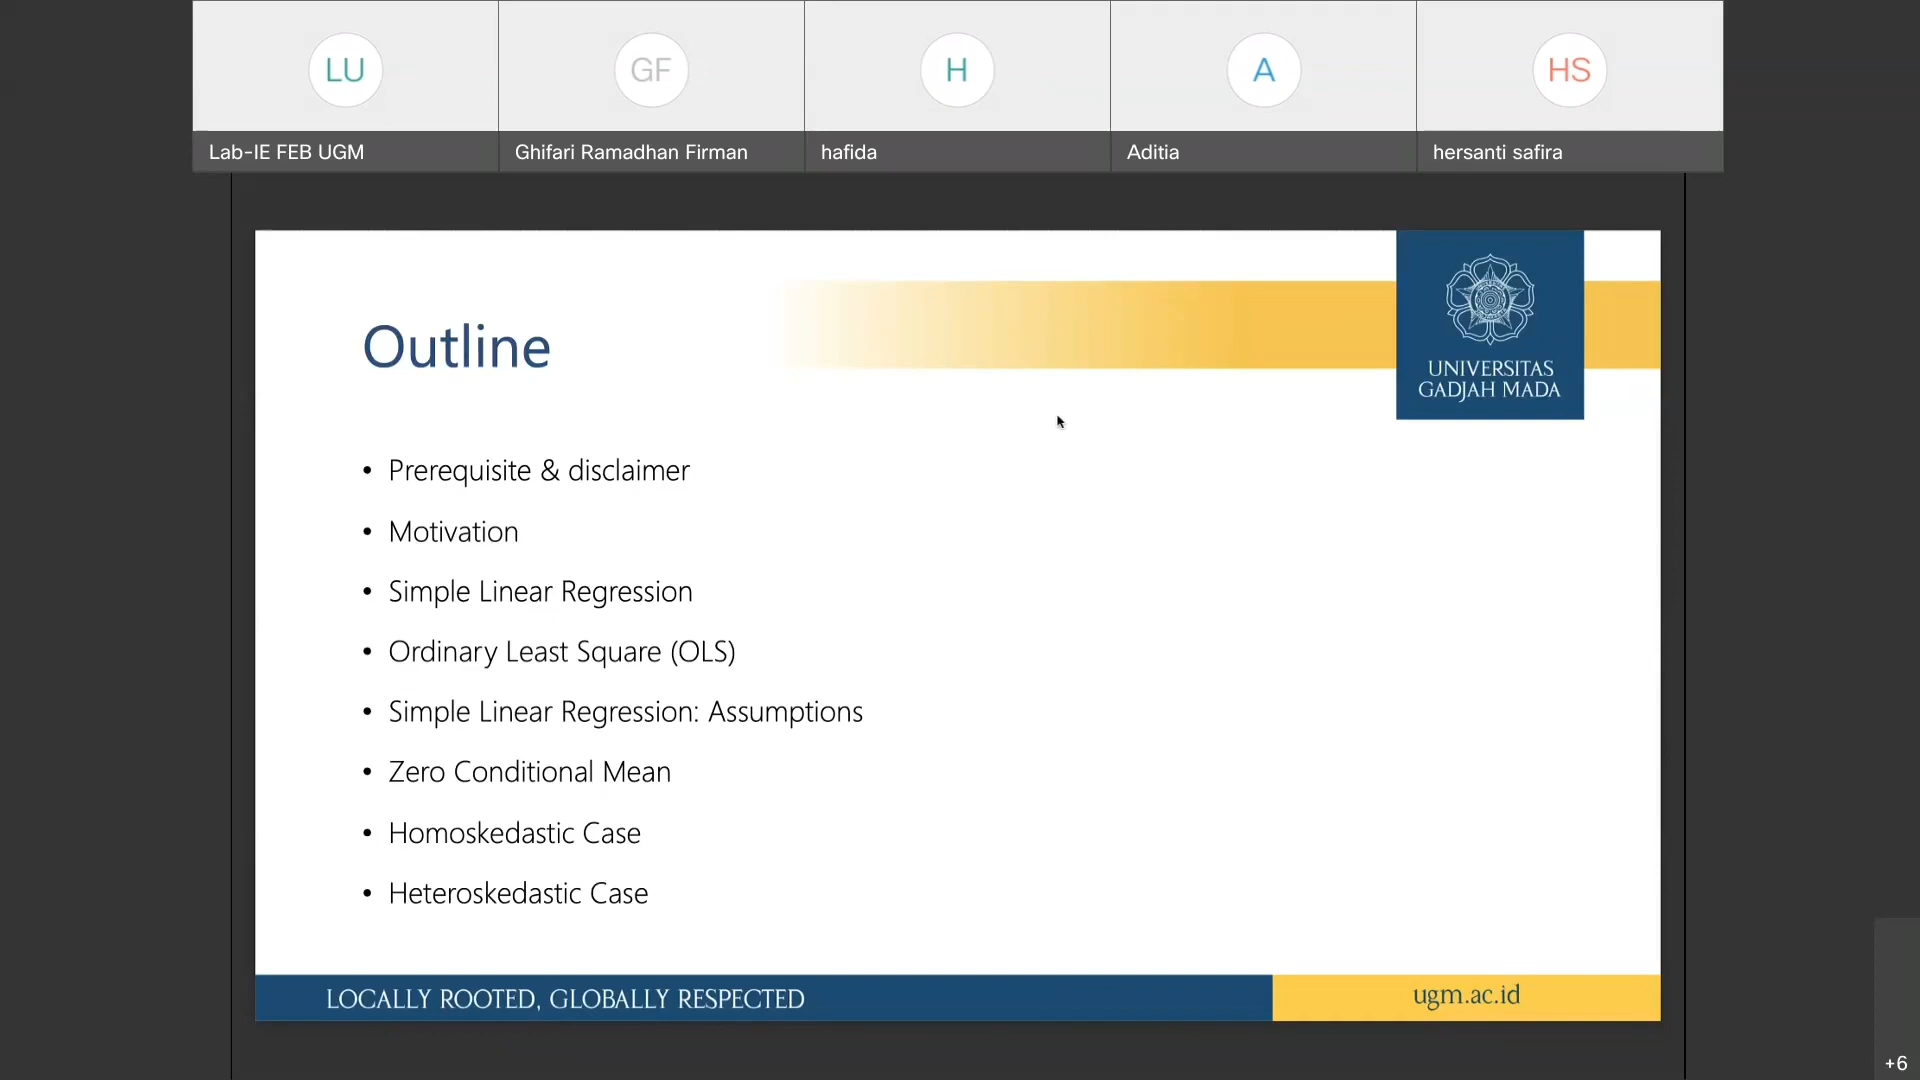 LU
GF
H
A
HS
Lab-IE FEB UGM
Ghifari Ramadhan Firman
hafida
Aditia
hersanti safira
Outline
UNIVERSITAS
GADJAH MADA
• Prerequisite & disclaimer
• Motivation
• Simple Linear Regression
• Ordinary Least Square (OLS)
• Simple Linear Regression: Assumptions
• Zero Conditional Mean
• Homoskedastic Case
• Heteroskedastic Case
LOCALLY ROOTED, GLOBALLY RESPECTED
ugm.ac.id
+6